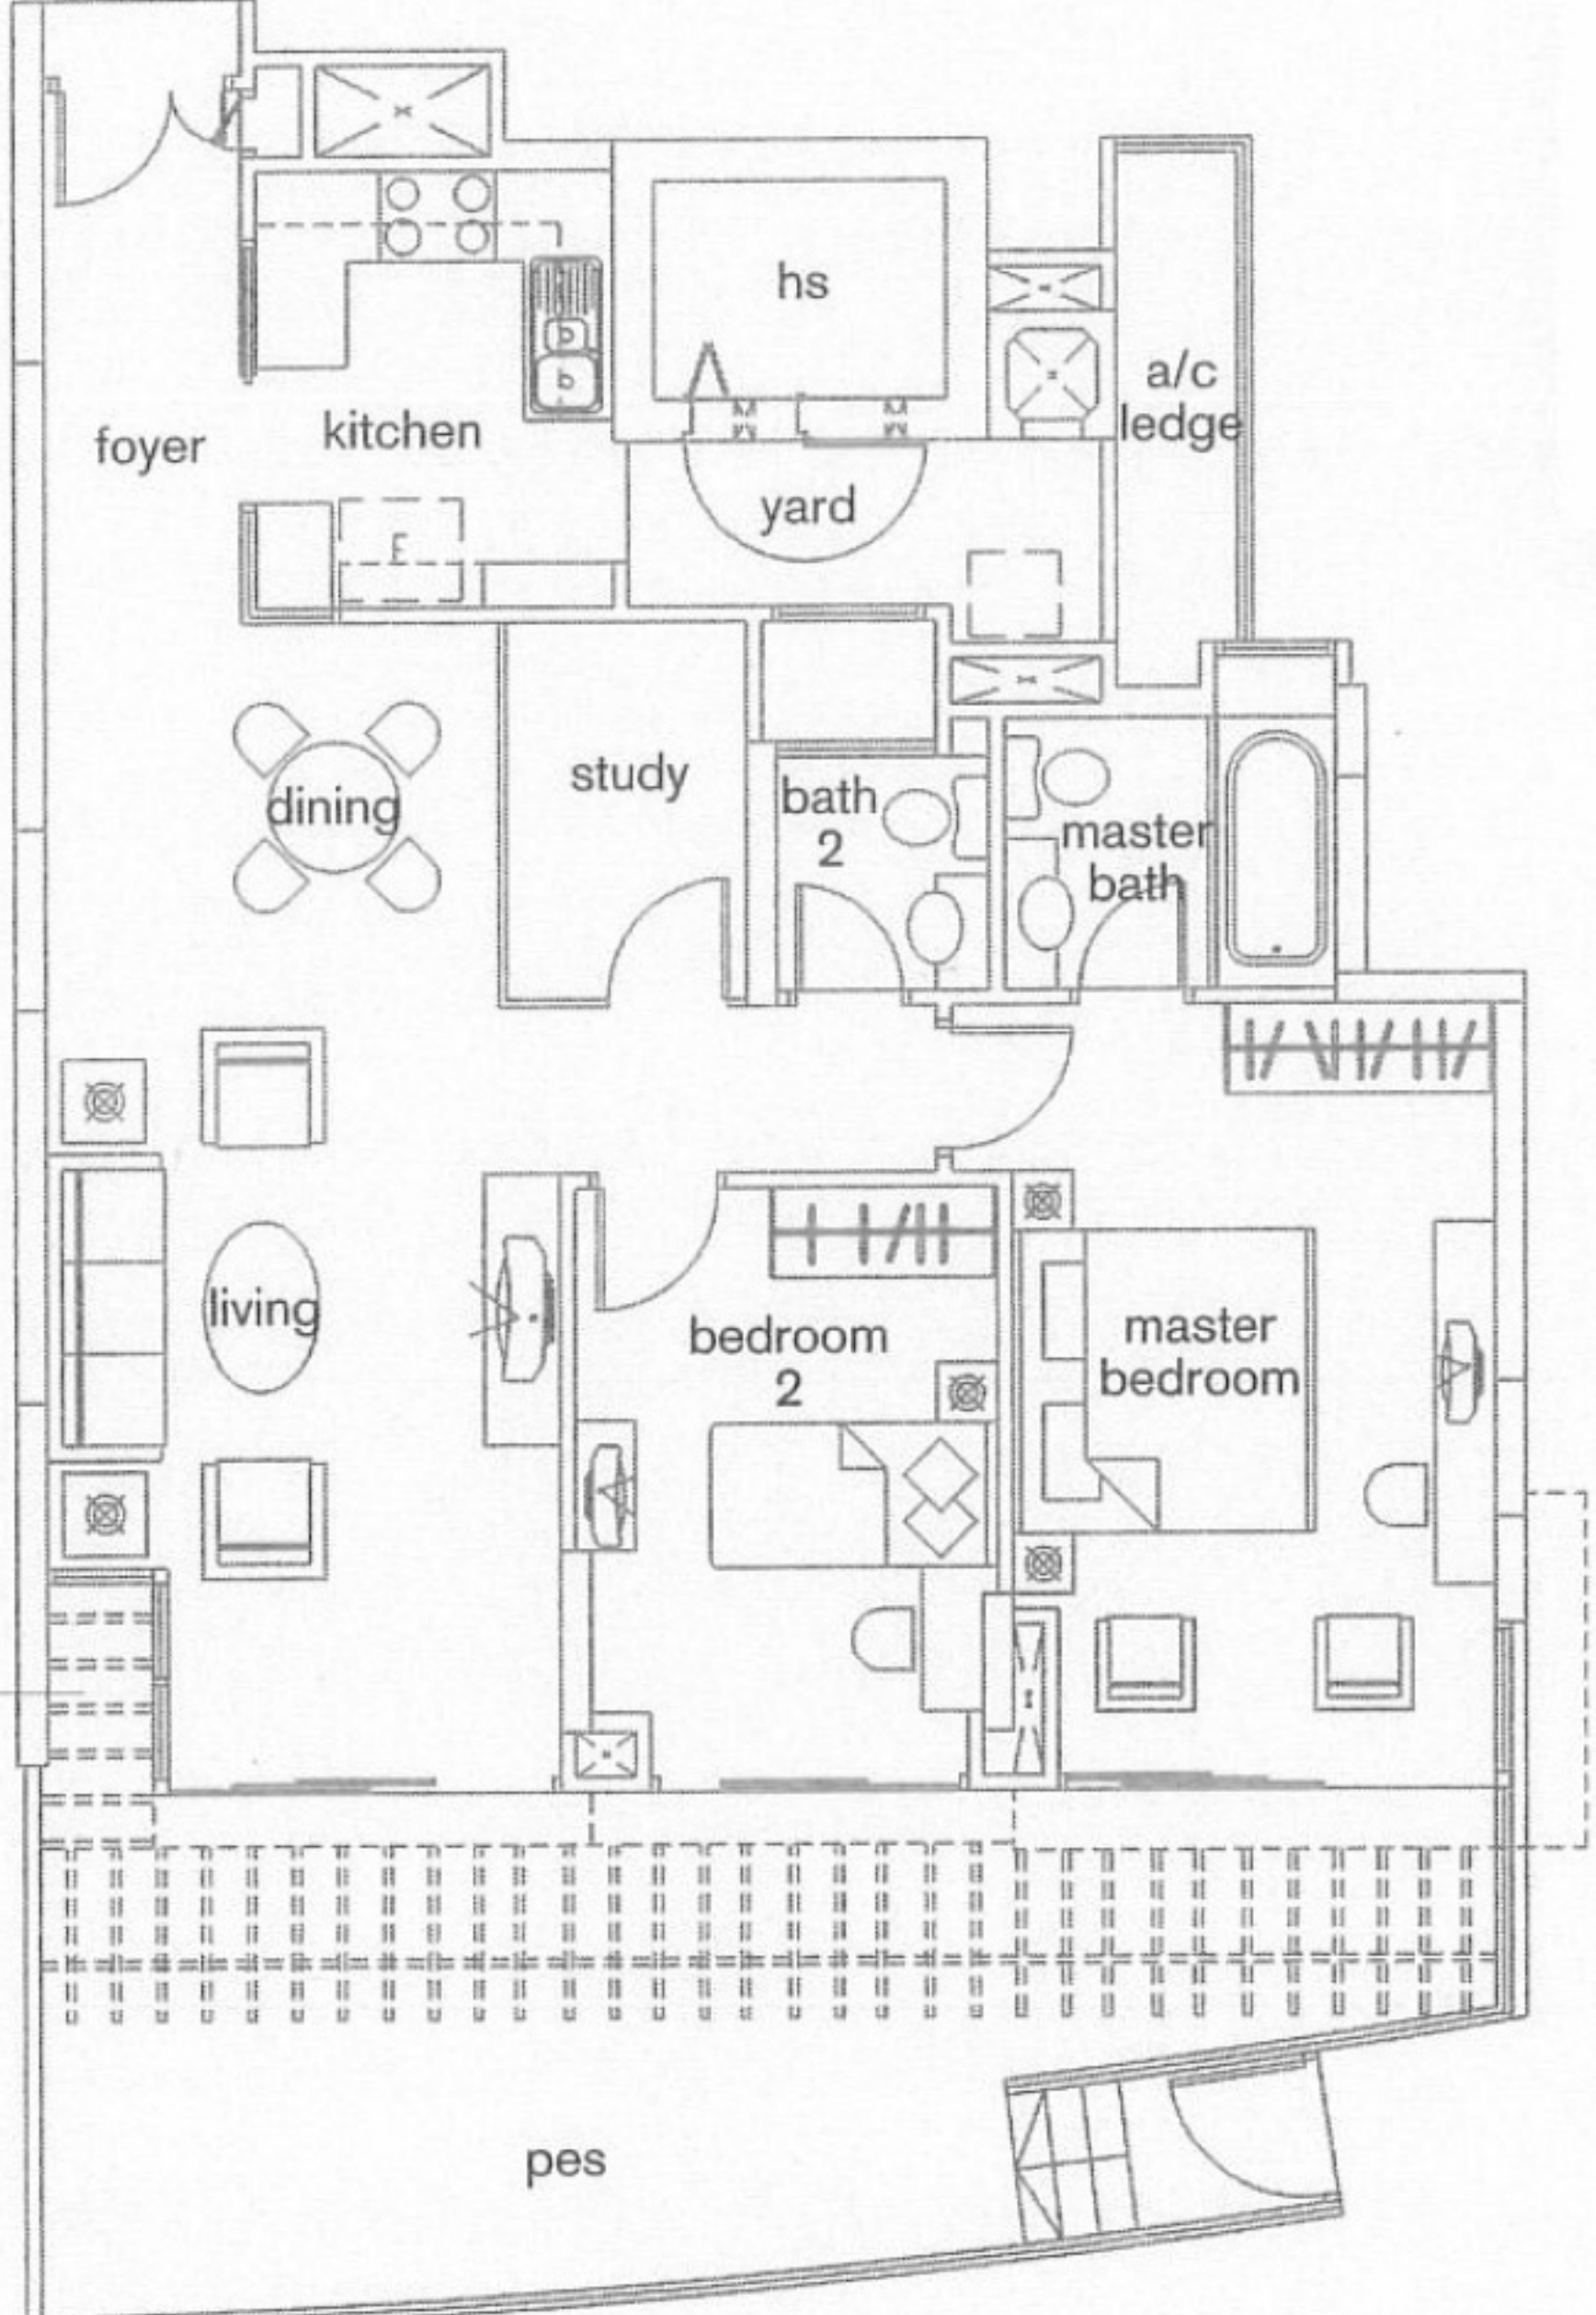 hs
a/c
ledge
foyer
kitchen
b
b
yard
F
dining
study
bath
2
master
bath
living
bedroom
2
master
bedroom
pes